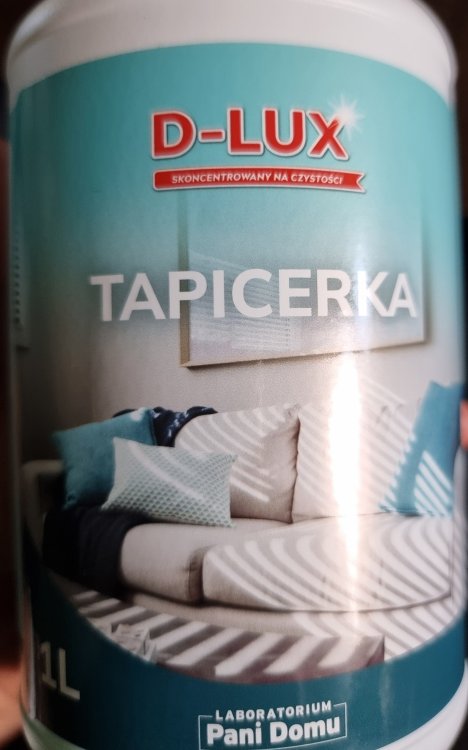 D-LUX
SKONCENTROWANY NA CZYSTOŚCI
TAPICERKA
1L
LABORATORIUM
Pani Domu